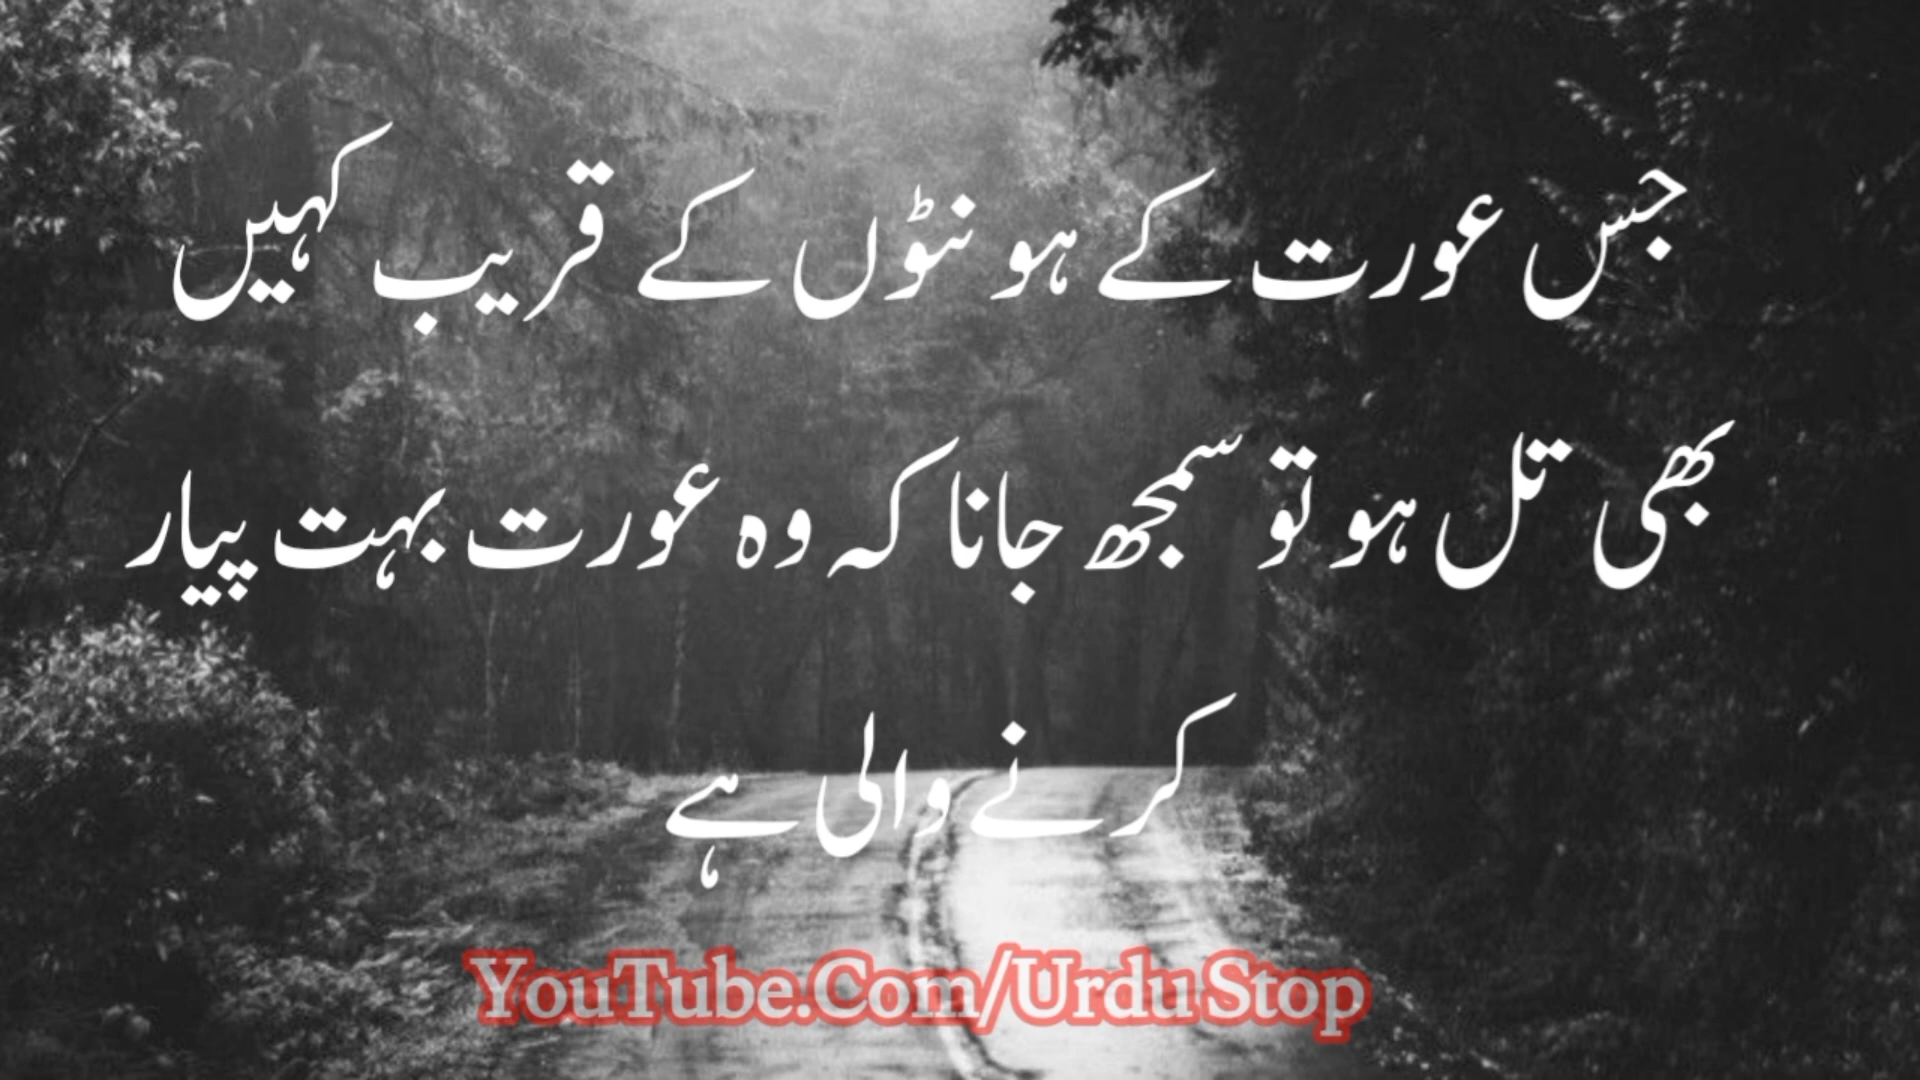 جس عورت کے ہونٹوں کے قریب کہیں
بھی تل ہو تو سمجھ جانا کہ وہ عورت بہت پیار
کرنے والی ہے
YouTube.Com/Urdu Stop